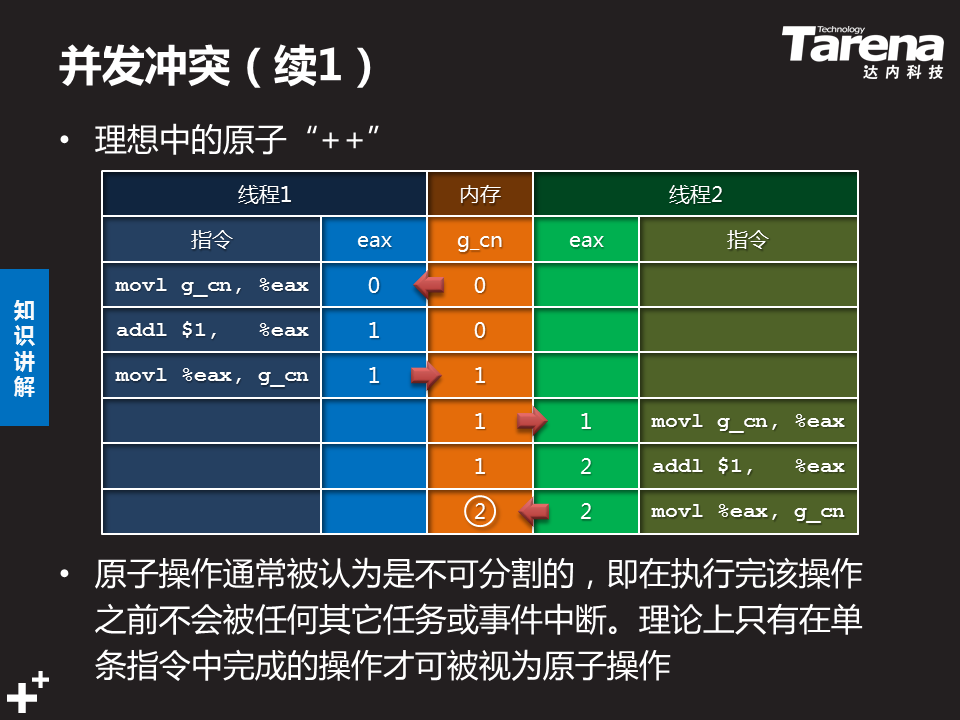 并发冲突（续1）
Technology
Tarena
达内科技
• 理想中的原子“++”
线程1 内存 线程2
指令 eax g_cn eax 指令
movl g_cn, %eax 0 0
addl $1, %eax 1 0
movl %eax, g_cn 1 1
1 1 movl g_cn, %eax
1 2 addl $1, %eax
2 2 movl %eax, g_cn
知识讲解
• 原子操作通常被认为是不可分割的，即在执行完该操作
之前不会被任何其它任务或事件中断。理论上只有在单
条指令中完成的操作才可被视为原子操作